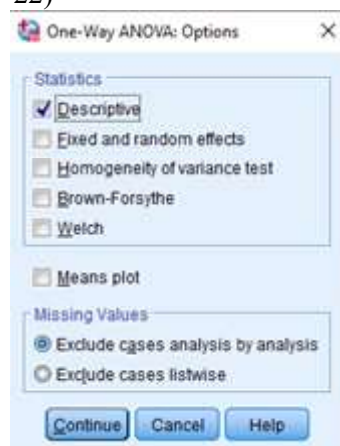 22)
One-Way ANOVA: Options
Statistics
Descriptive
Fixed and random effects
Homogeneity of variance test
Brown-Forsythe
Welch
Means plot
Missing Values
Exclude cases analysis by analysis
Exclude cases listwise
Continue Cancel Help